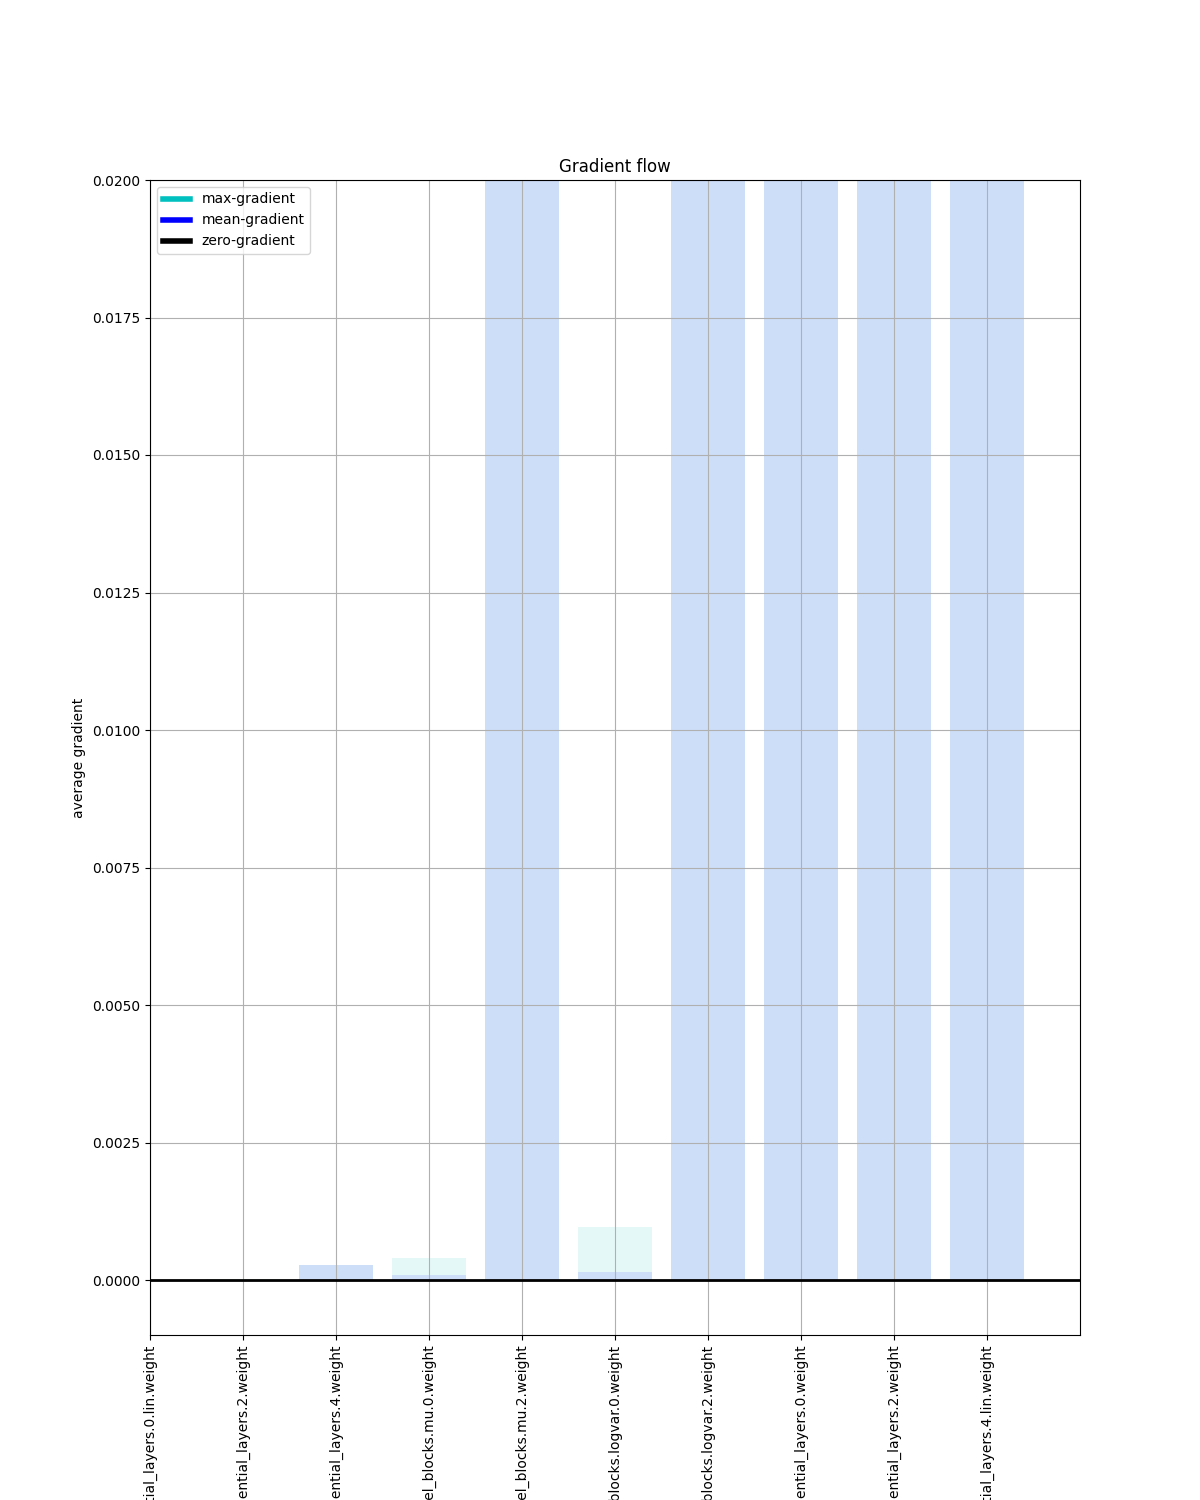 Gradient flow
max-gradient
mean-gradient
zero-gradient
average gradient
0.0200
0.0175
0.0150
0.0125
0.0100
0.0075
0.0050
0.0025
0.0000
tial_layers.0.lin.weight
ential_layers.2.weight
ential_layers.4.weight
el_blocks.mu.0.weight
el_blocks.mu.2.weight
blocks.logvar.0.weight
blocks.logvar.2.weight
ential_layers.0.weight
ential_layers.2.weight
tial_layers.4.lin.weight